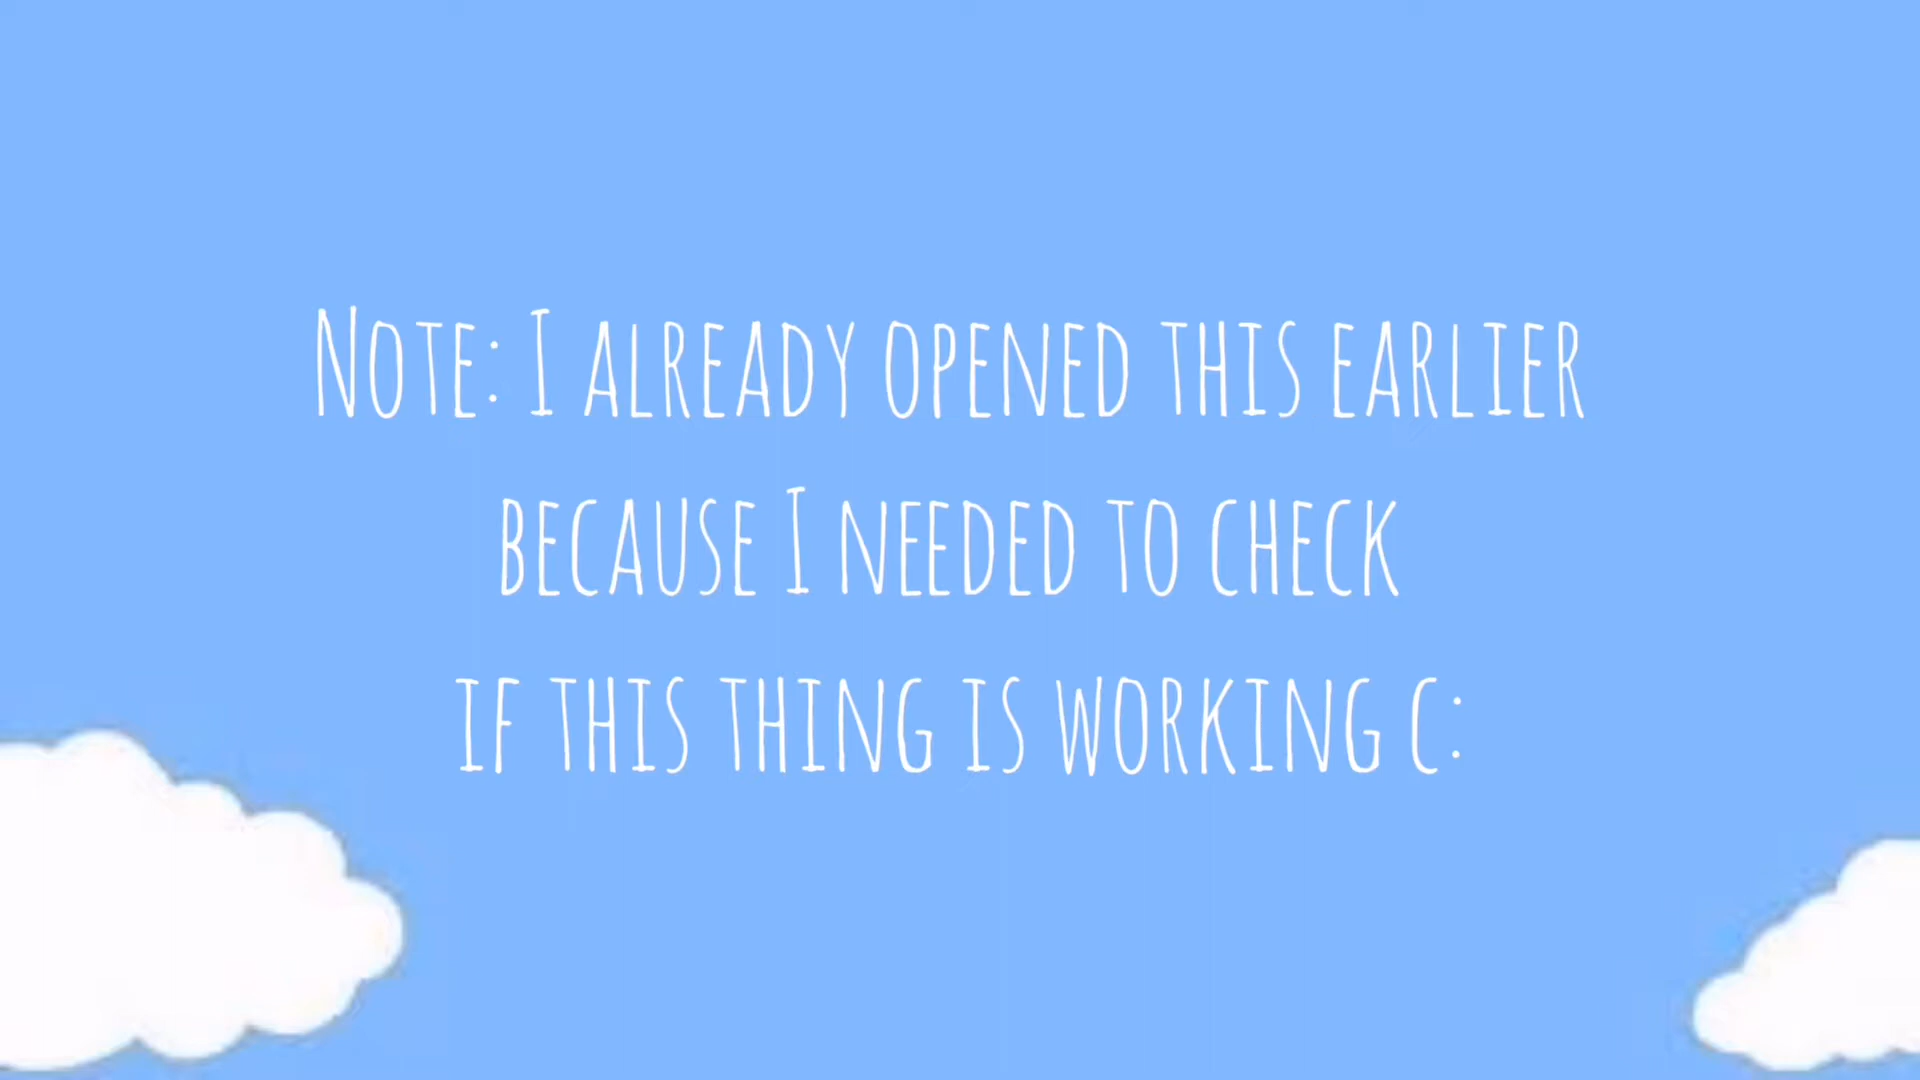 Note: I already opened this earlier
because I needed to check
if this thing is working c: